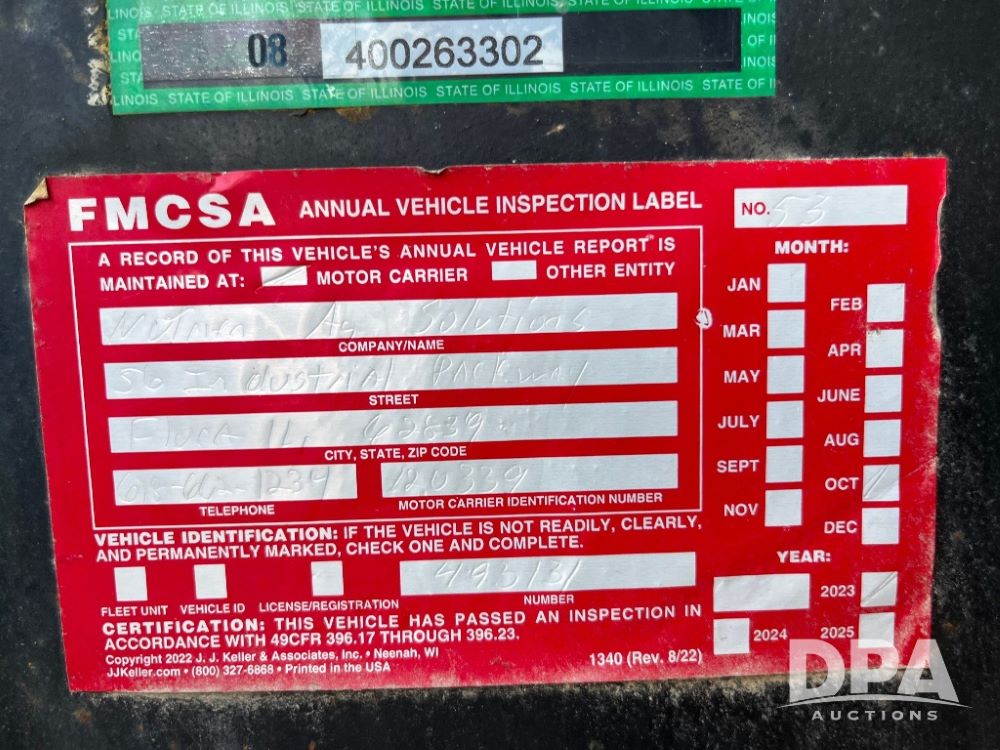 STATE OF ILLINOIS STATE OF ILLINOIS STATE OF ILLINOIS STATE OF ILLINOIS
08 400263302
ILLINOIS STATE OF ILLINOIS STATE OF ILLINOIS STATE OF ILLINOIS STATE OF ILLINOIS STATE OF I
FMCSA ANNUAL VEHICLE INSPECTION LABEL
NO. 53
A RECORD OF THIS VEHICLE'S ANNUAL VEHICLE REPORT IS
MAINTAINED AT: MOTOR CARRIER OTHER ENTITY
Ag Solutions
COMPANY/NAME
56 Industrial Parkway
STREET
IL
CITY, STATE, ZIP CODE
1234
TELEPHONE
120339
MOTOR CARRIER IDENTIFICATION NUMBER
VEHICLE IDENTIFICATION: IF THE VEHICLE IS NOT READILY, CLEARLY,
AND PERMANENTLY MARKED, CHECK ONE AND COMPLETE.
FLEET UNIT VEHICLE ID LICENSE/REGISTRATION
493131
NUMBER
CERTIFICATION: THIS VEHICLE HAS PASSED AN INSPECTION IN
ACCORDANCE WITH 49CFR 396.17 THROUGH 396.23.
Copyright 2022 J. J. Keller & Associates, Inc. • Neenah, WI
JJKeller.com • (800) 327-6868 • Printed in the USA
1340 (Rev. 8/22)
MONTH:
JAN FEB
MAR APR
MAY JUNE
JULY AUG
SEPT OCT
NOV DEC
YEAR:
2023
2024 2025
DPA
AUCTIONS